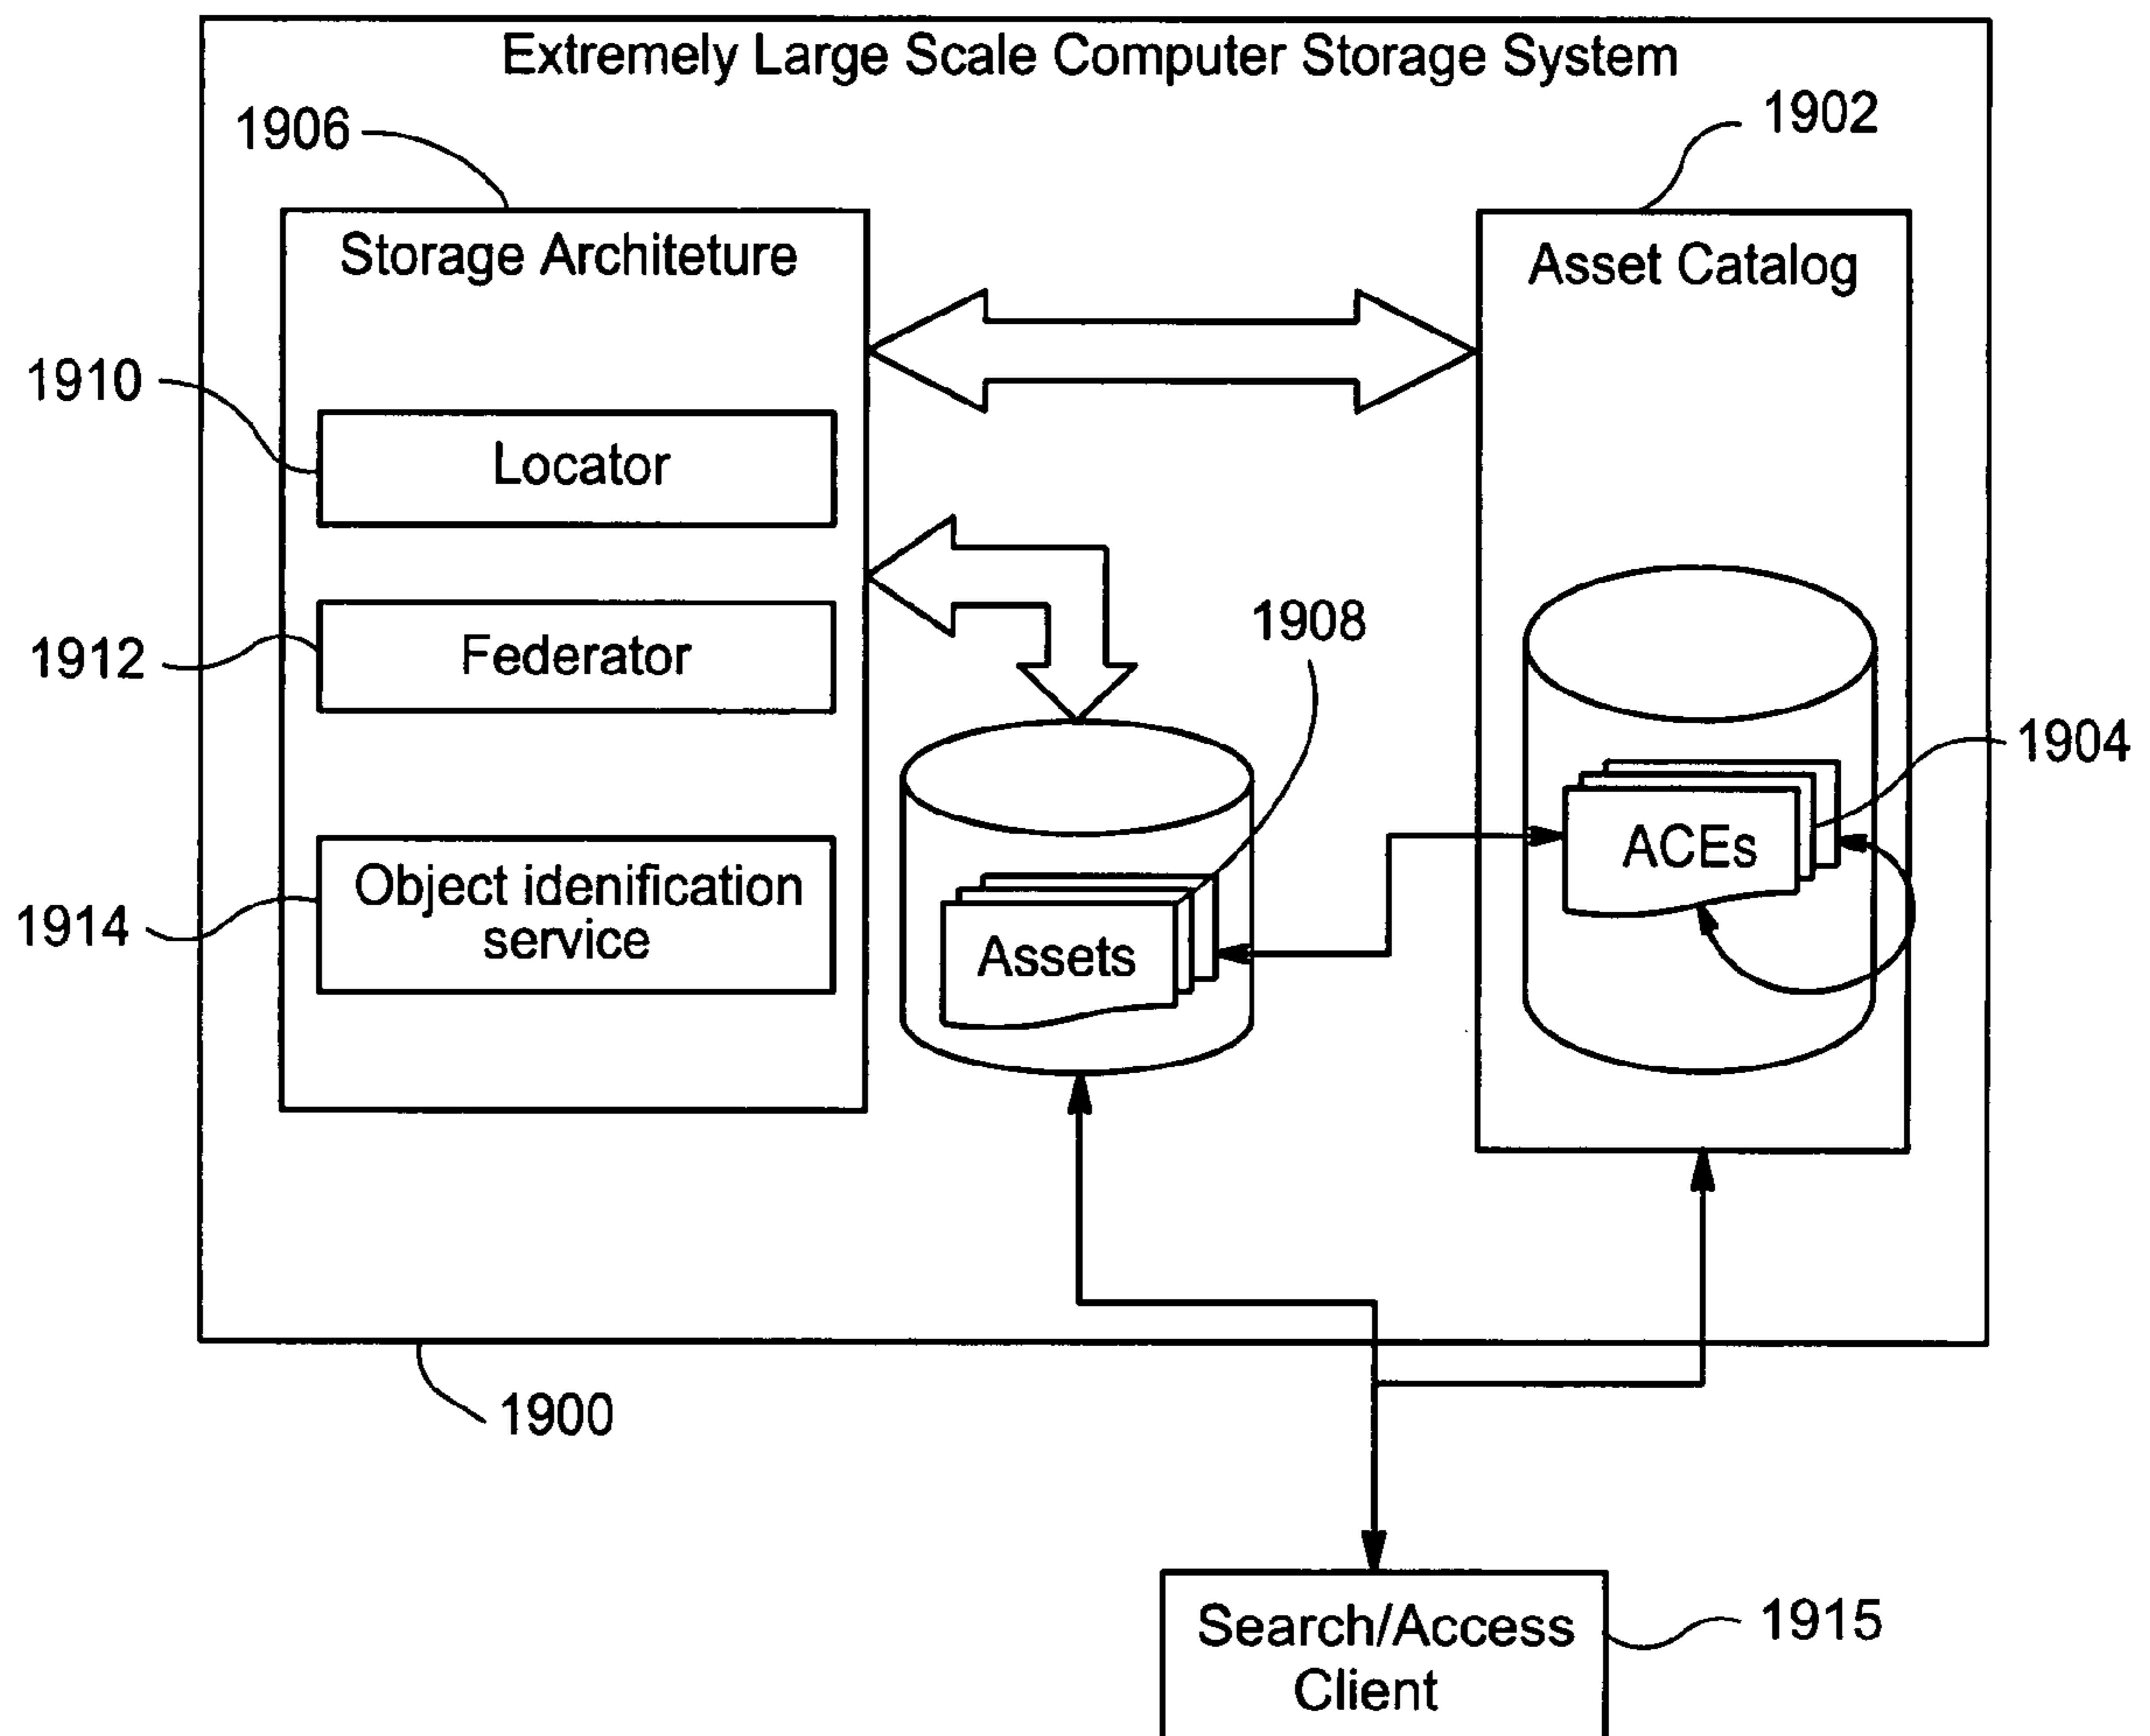 Extremely Large Scale Computer Storage System
1906
1902
Storage Architeture
Asset Catalog
1910
Locator
1912
Federator
1908
1904
ACEs
1914
Object idenification
service
Assets
1900
Search/Access
Client
1915